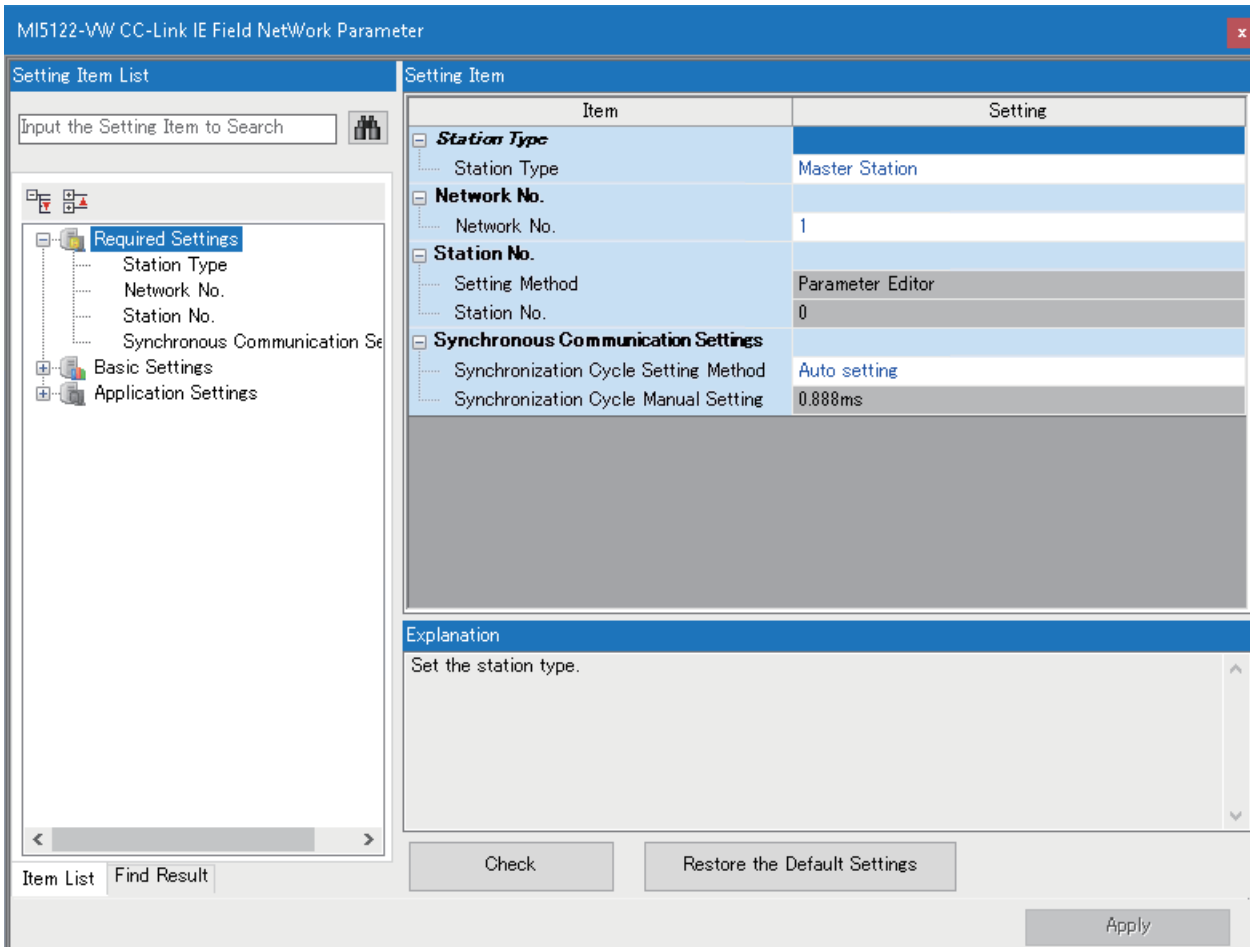 MI5122-VW CC-Link IE Field NetWork Parameter
x
Setting Item List
Input the Setting Item to Search
Required Settings
Station Type
Network No.
Station No.
Synchronous Communication Se
Basic Settings
Application Settings
Item List
Find Result
Setting Item
Item Setting
Station Type
Station Type Master Station
Network No.
Network No. 1
Station No.
Setting Method Parameter Editor
Station No. 0
Synchronous Communication Settings
Synchronization Cycle Setting Method Auto setting
Synchronization Cycle Manual Setting 0.888ms
Explanation
Set the station type.
Check
Restore the Default Settings
Apply